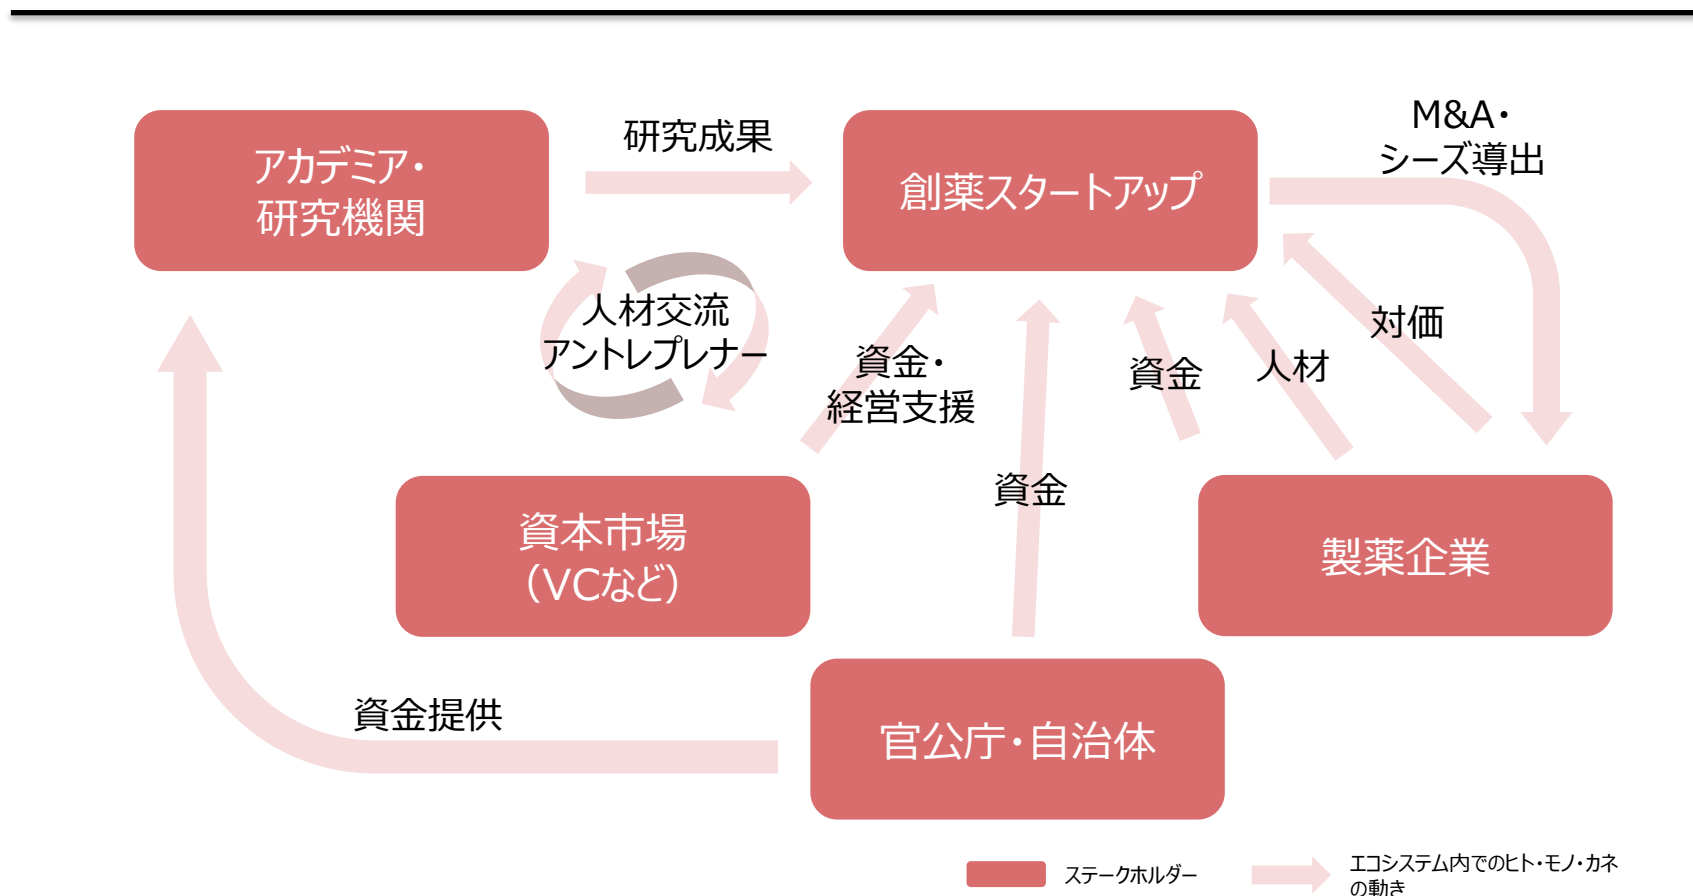 アカデミア・
研究機関
研究成果
創薬スタートアップ
M&A・
シーズ導出
人材交流
アントレプレナー
資金・
経営支援
資金
資金
人材
対価
資本市場
（VCなど）
製薬企業
資金提供
官公庁・自治体
ステークホルダー
エコシステム内でのヒト・モノ・カネ
の動き